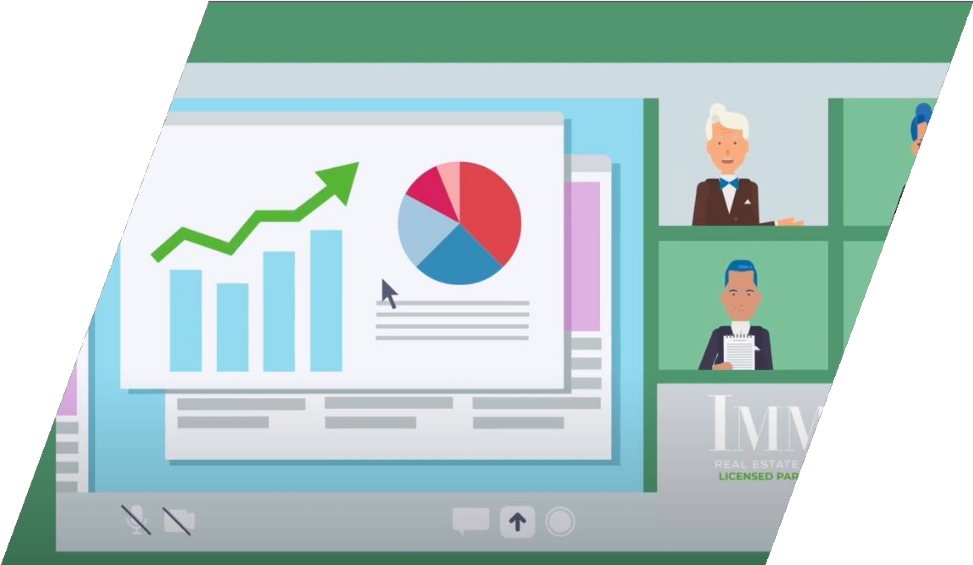 IMM
REAL ESTATE
LICENSED PAR